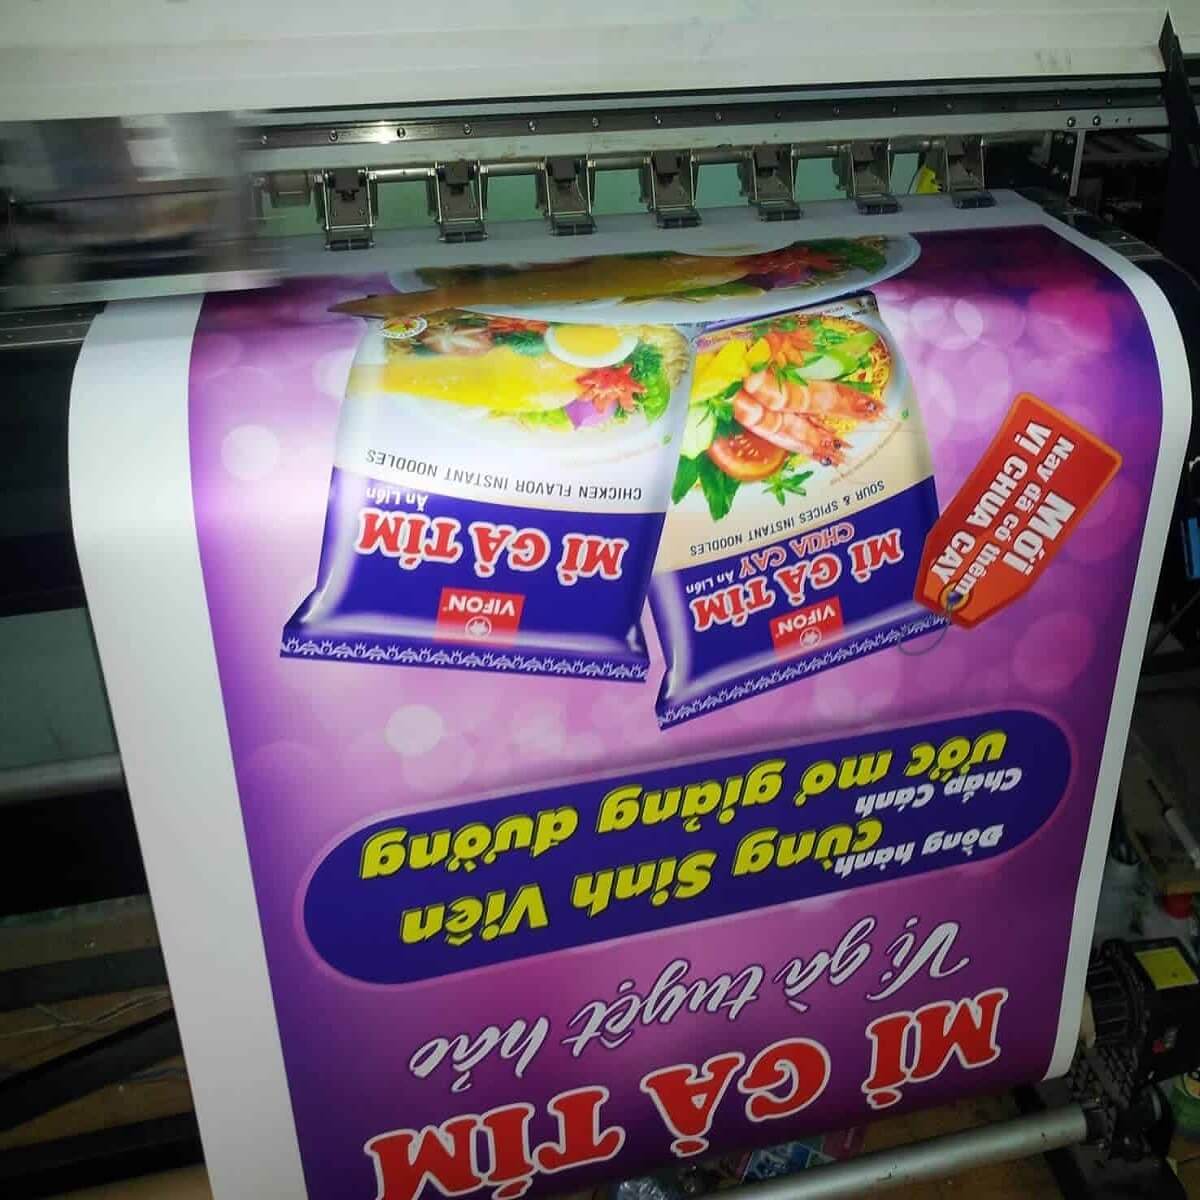 MÌ GÀ TÍM
Vị gà tuyệt hảo
Đồng hành cùng Sinh Viên
Chắp Cánh ước mơ giảng đường
VIFON
MÌ GÀ TÍM
CHUA CAY Ăn Liền
SOUR & SPICES INSTANT NOODLES
VIFON
MÌ GÀ TÍM
Ăn Liền
CHICKEN FLAVOR INSTANT NOODLES
MỚI
Nay đã có thêm
VỊ CHUA CAY